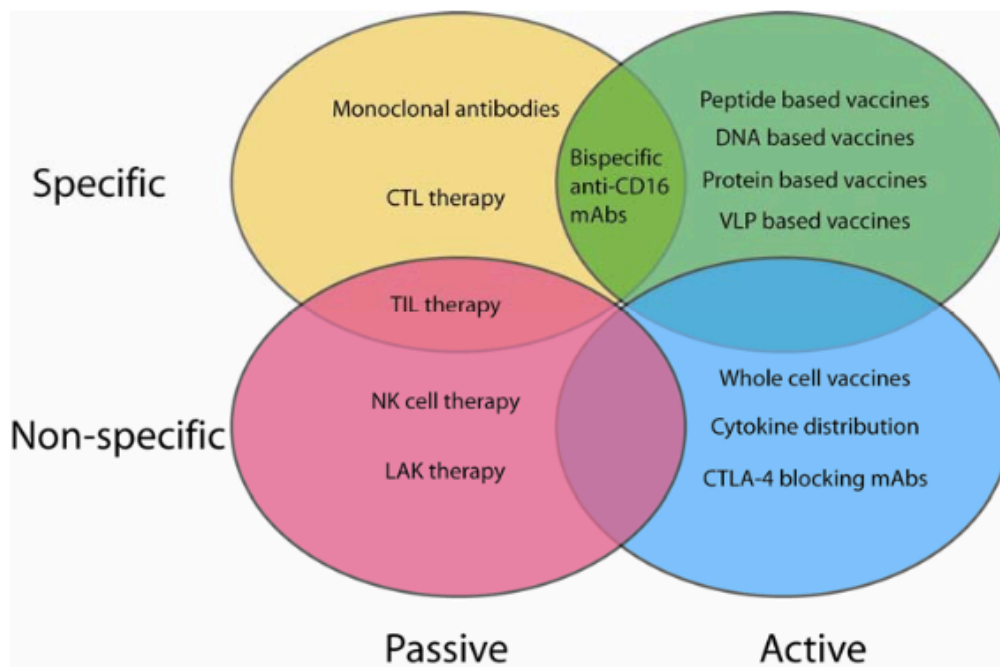 Specific
Monoclonal antibodies
CTL therapy
Bispecific
anti-CD16
mAbs
Peptide based vaccines
DNA based vaccines
Protein based vaccines
VLP based vaccines
TIL therapy
Non-specific
NK cell therapy
LAK therapy
Whole cell vaccines
Cytokine distribution
CTLA-4 blocking mAbs
Passive
Active